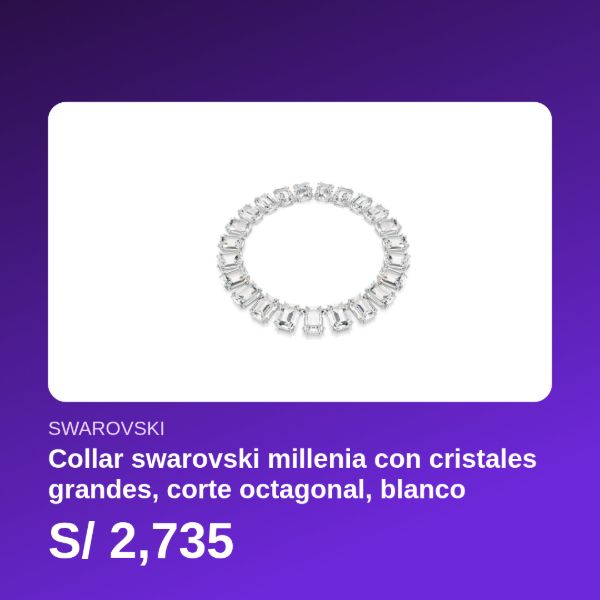 SWAROVSKI
Collar swarovski millenia con cristales
grandes, corte octagonal, blanco
S/ 2,735